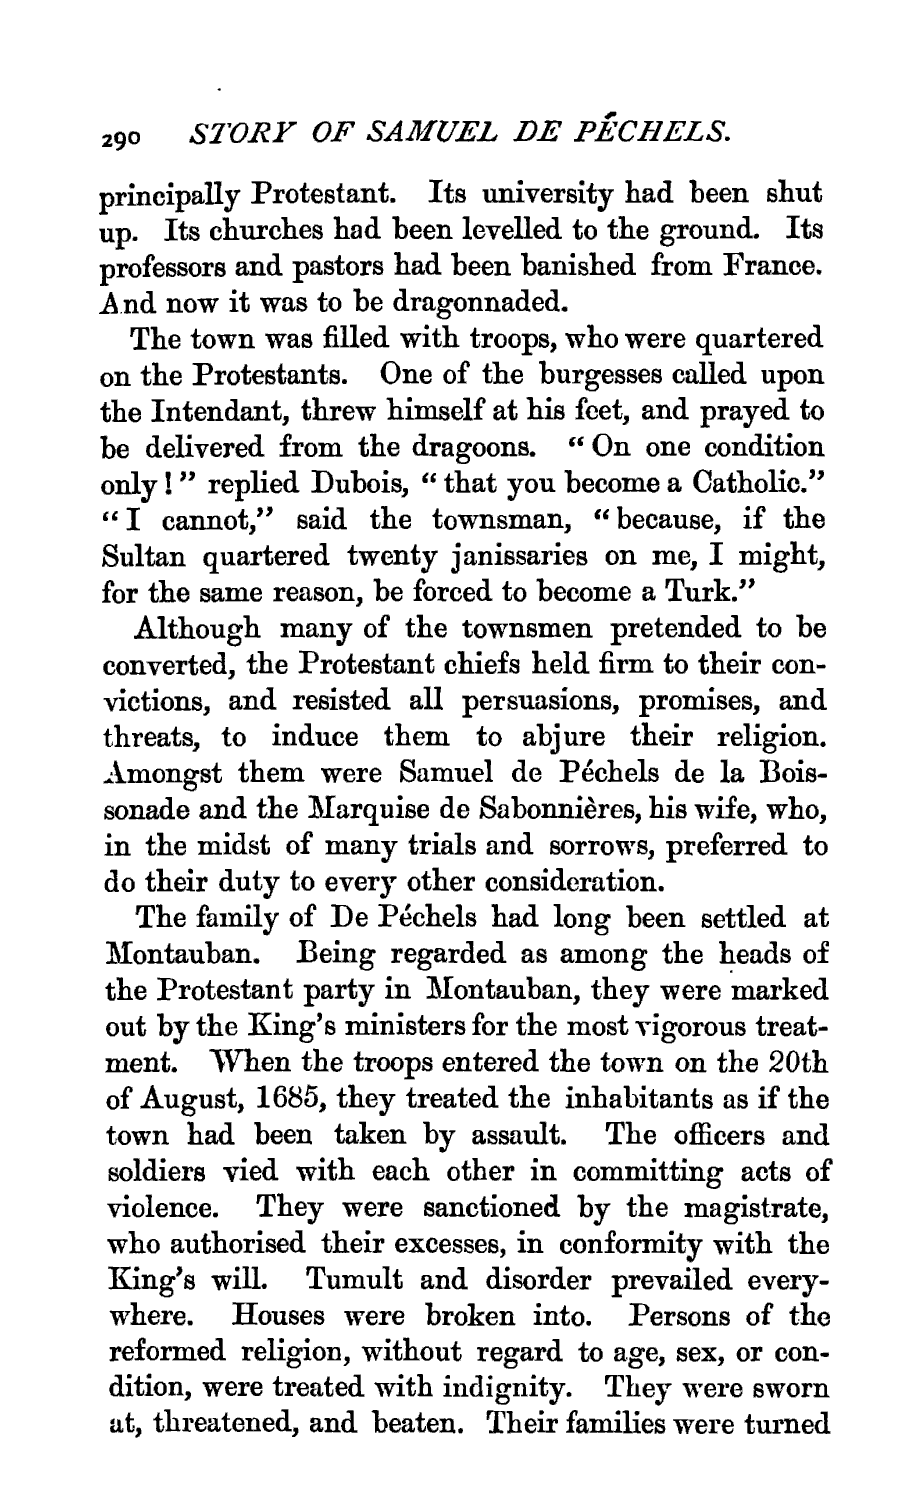 290 STORY OF SAMUEL DE PÉCHELS.
principally Protestant. Its university had been shut
up. Its churches had been levelled to the ground. Its
professors and pastors had been banished from France.
And now it was to be dragonnaded.
The town was filled with troops, who were quartered
on the Protestants. One of the burgesses called upon
the Intendant, threw himself at his feet, and prayed to
be delivered from the dragoons. “ On one condition
only ! ” replied Dubois, “ that you become a Catholic.”
“ I cannot,” said the townsman, “ because, if the
Sultan quartered twenty janissaries on me, I might,
for the same reason, be forced to become a Turk.”
Although many of the townsmen pretended to be
converted, the Protestant chiefs held firm to their con-
victions, and resisted all persuasions, promises, and
threats, to induce them to abjure their religion.
Amongst them were Samuel de Péchels de la Bois-
sonade and the Marquise de Sabonnières, his wife, who,
in the midst of many trials and sorrows, preferred to
do their duty to every other consideration.
The family of De Péchels had long been settled at
Montauban. Being regarded as among the heads of
the Protestant party in Montauban, they were marked
out by the King’s ministers for the most vigorous treat-
ment. When the troops entered the town on the 20th
of August, 1685, they treated the inhabitants as if the
town had been taken by assault. The officers and
soldiers vied with each other in committing acts of
violence. They were sanctioned by the magistrate,
who authorised their excesses, in conformity with the
King’s will. Tumult and disorder prevailed every-
where. Houses were broken into. Persons of the
reformed religion, without regard to age, sex, or con-
dition, were treated with indignity. They were sworn
at, threatened, and beaten. Their families were turned